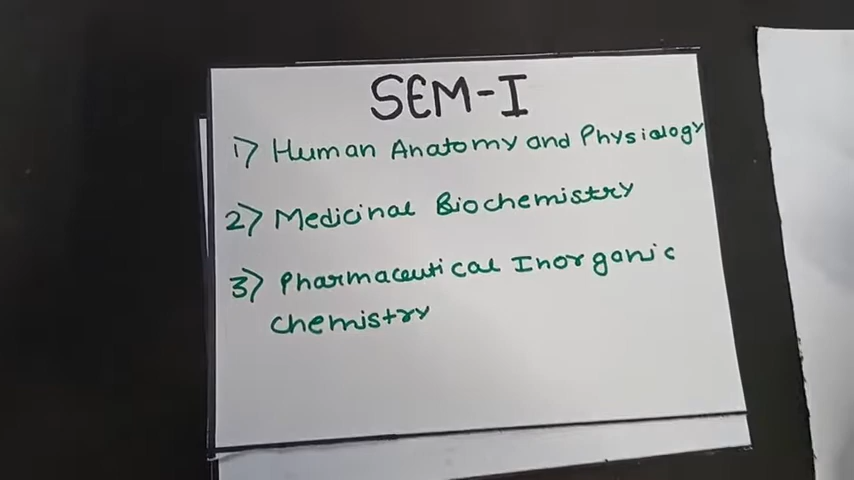 SEM-I
1) Human Anatomy and Physiology
2) Medicinal Biochemistry
3) Pharmaceutical Inorganic
chemistry